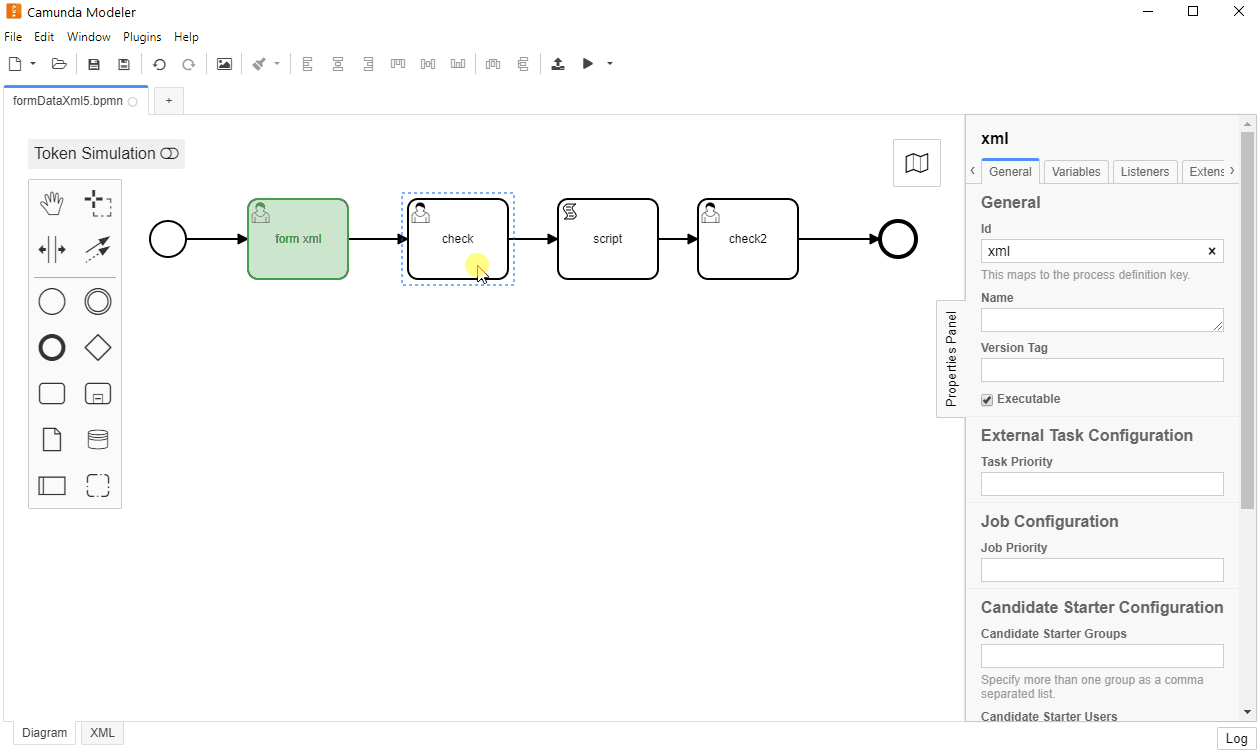 Camunda Modeler
File Edit Window Plugins Help
formDataXml5.bpmn
+
Token Simulation
form xml
check
script
check2
Properties Panel
xml
General Variables Listeners Extens
General
Id
xml
This maps to the process definition key.
Name
Version Tag
Executable
External Task Configuration
Task Priority
Job Configuration
Job Priority
Candidate Starter Configuration
Candidate Starter Groups
Specify more than one group as a comma
separated list.
Candidate Starter Users
Diagram XML
Log